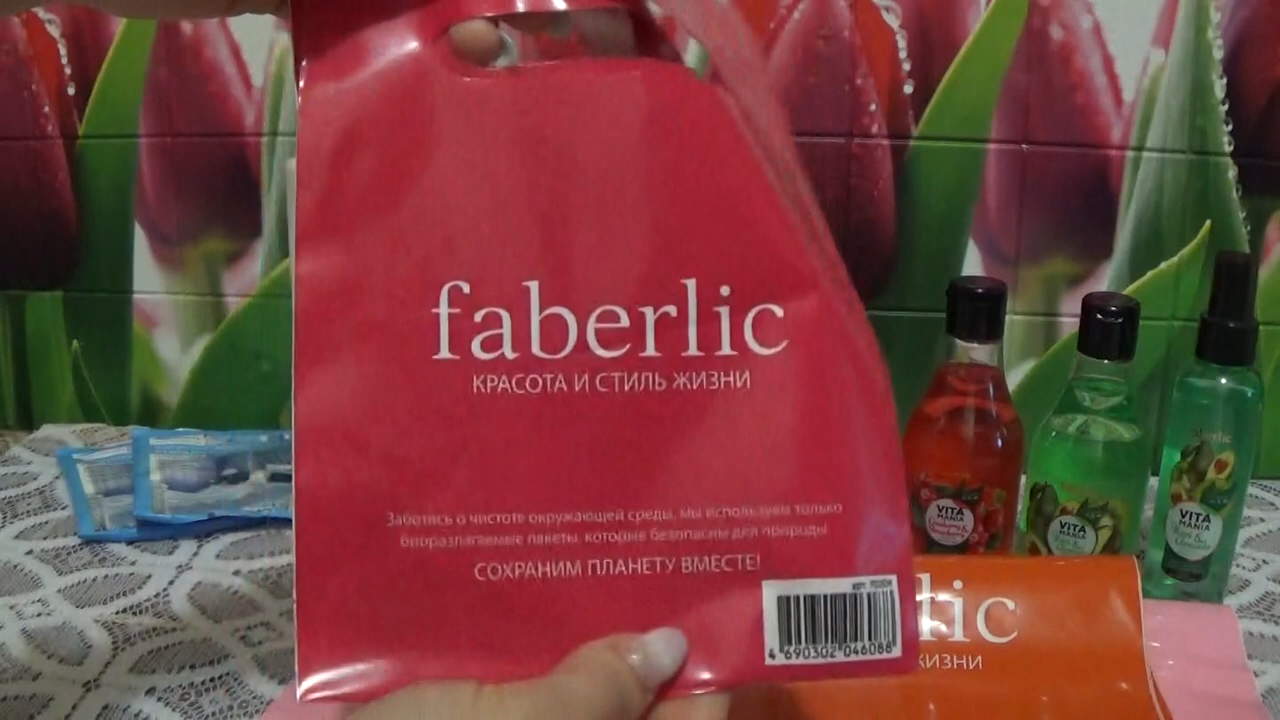 faberlic
КРАСОТА И СТИЛЬ ЖИЗНИ
Заботясь о чистоте окружающей среды, мы используем только
биоразлагаемые пакеты, которые безопасны для природы
СОХРАНИМ ПЛАНЕТУ ВМЕСТЕ!
4 690302 046088
VITA
MANIA
VITA
MANIA
VITA
MANIA
lic
ЖИЗНИ